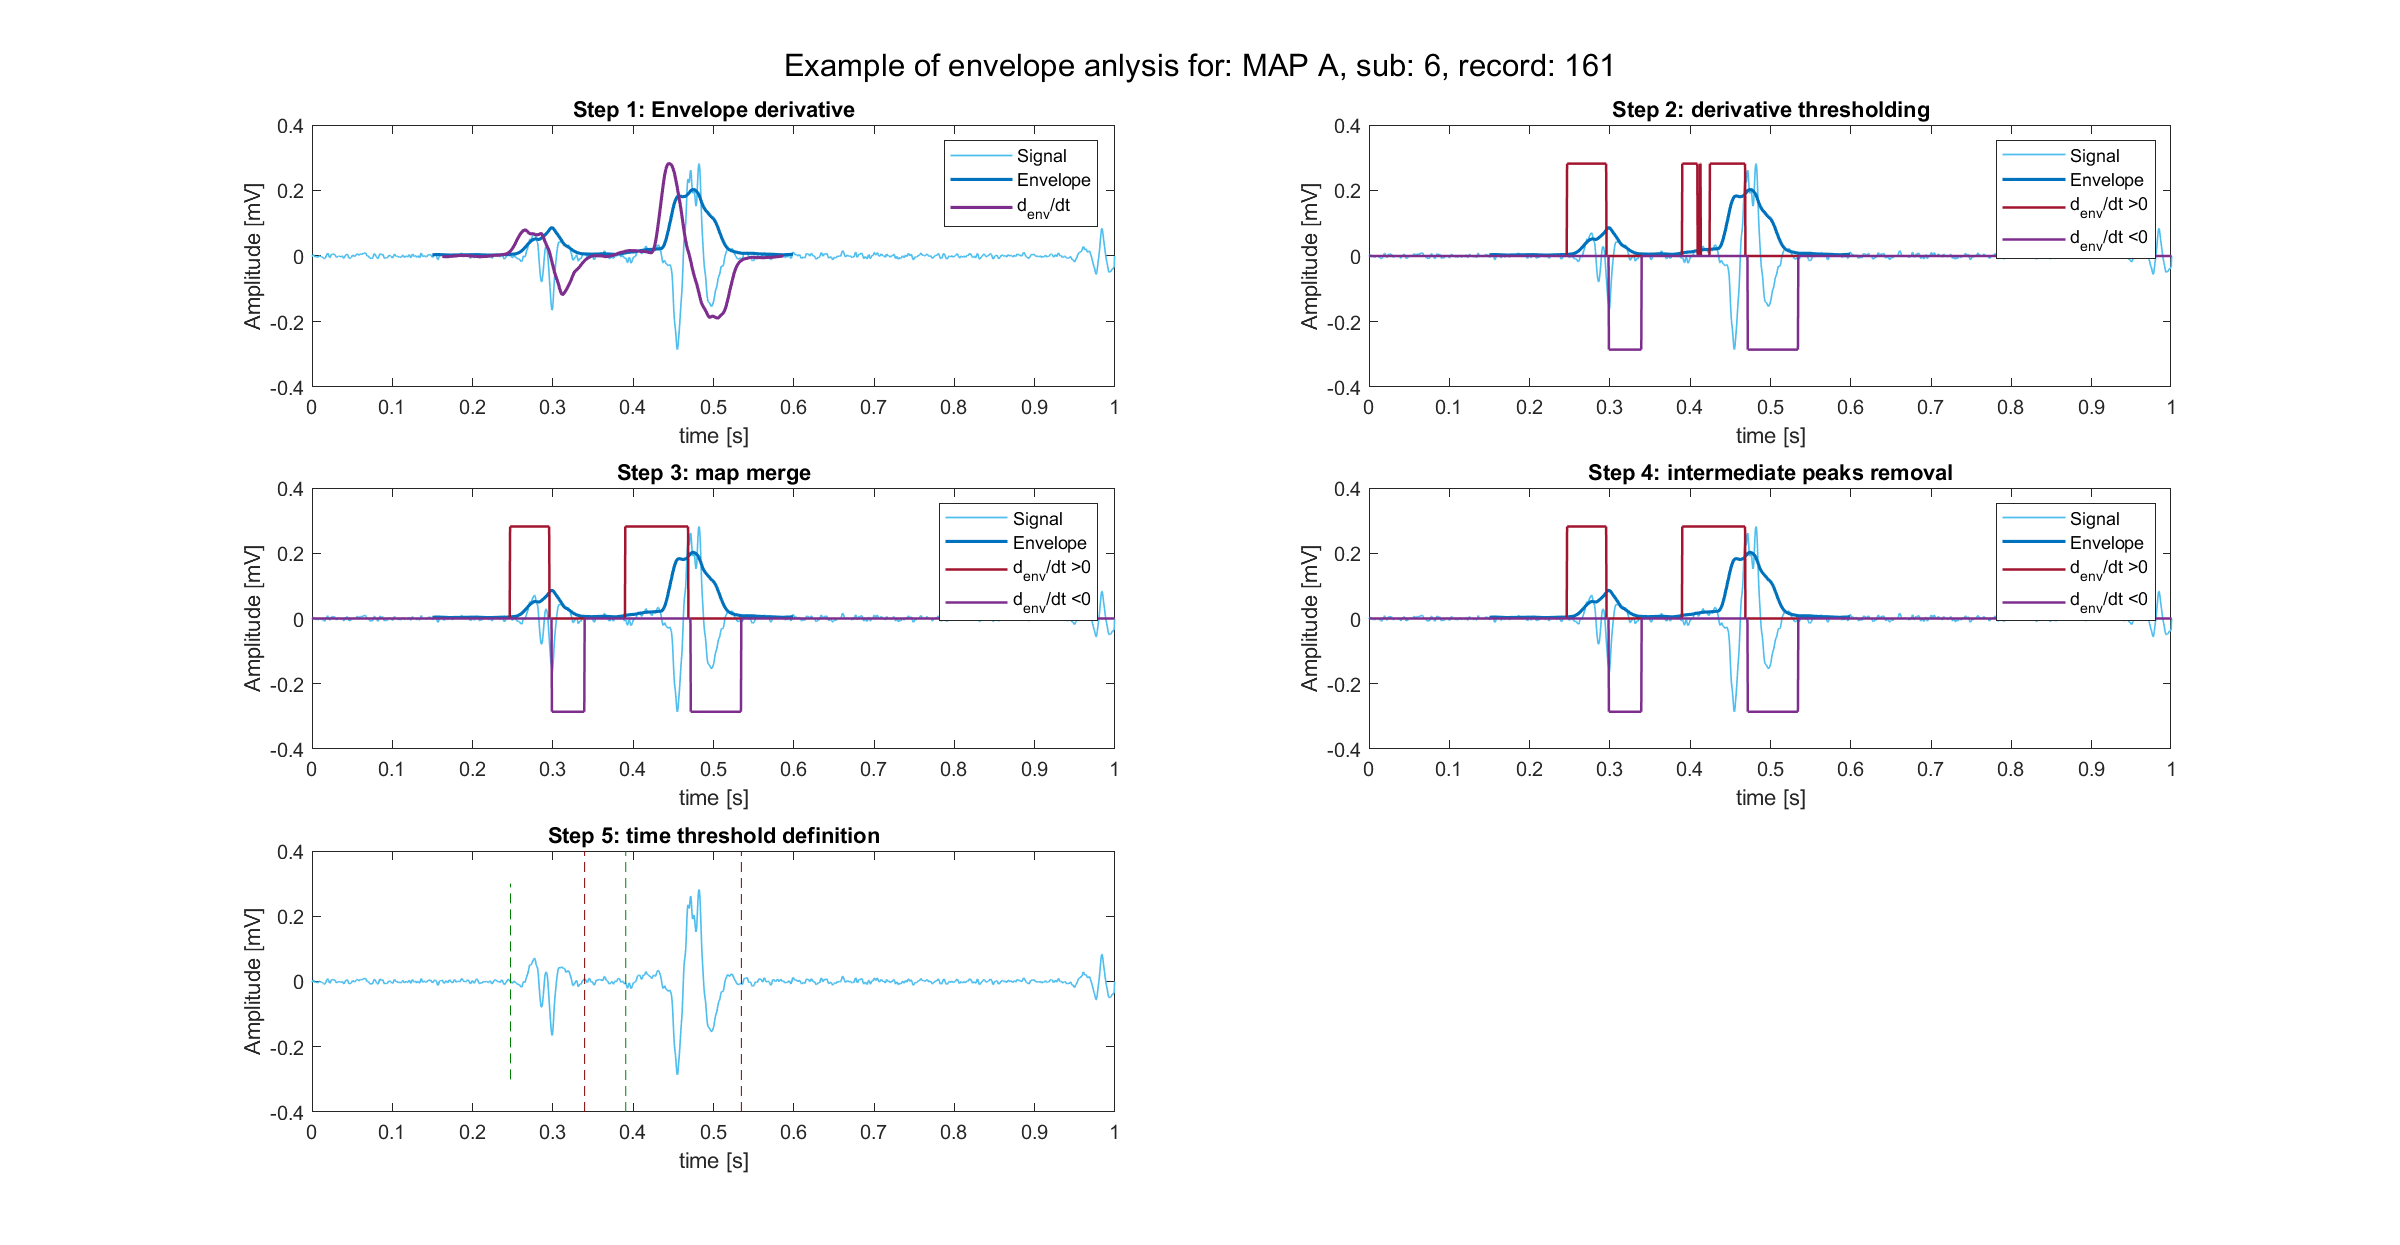 Example of envelope anlysis for: MAP A, sub: 6, record: 161
Step 1: Envelope derivative
0.4
0.2
0
-0.2
-0.4
Amplitude [mV]
0 0.1 0.2 0.3 0.4 0.5 0.6 0.7 0.8 0.9 1
time [s]
Signal
Envelope
d_env/dt
Step 2: derivative thresholding
0.4
0.2
0
-0.2
-0.4
Amplitude [mV]
0 0.1 0.2 0.3 0.4 0.5 0.6 0.7 0.8 0.9 1
time [s]
Signal
Envelope
d_env/dt >0
d_env/dt <0
Step 3: map merge
0.4
0.2
0
-0.2
-0.4
Amplitude [mV]
0 0.1 0.2 0.3 0.4 0.5 0.6 0.7 0.8 0.9 1
time [s]
Signal
Envelope
d_env/dt >0
d_env/dt <0
Step 4: intermediate peaks removal
0.4
0.2
0
-0.2
-0.4
Amplitude [mV]
0 0.1 0.2 0.3 0.4 0.5 0.6 0.7 0.8 0.9 1
time [s]
Signal
Envelope
d_env/dt >0
d_env/dt <0
Step 5: time threshold definition
0.4
0.2
0
-0.2
-0.4
Amplitude [mV]
0 0.1 0.2 0.3 0.4 0.5 0.6 0.7 0.8 0.9 1
time [s]